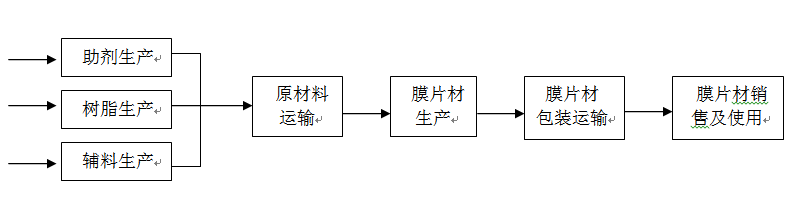 助剂生产
树脂生产
辅料生产
原材料
运输
膜片材
生产
膜片材
包装运输
膜片材销
售及使用